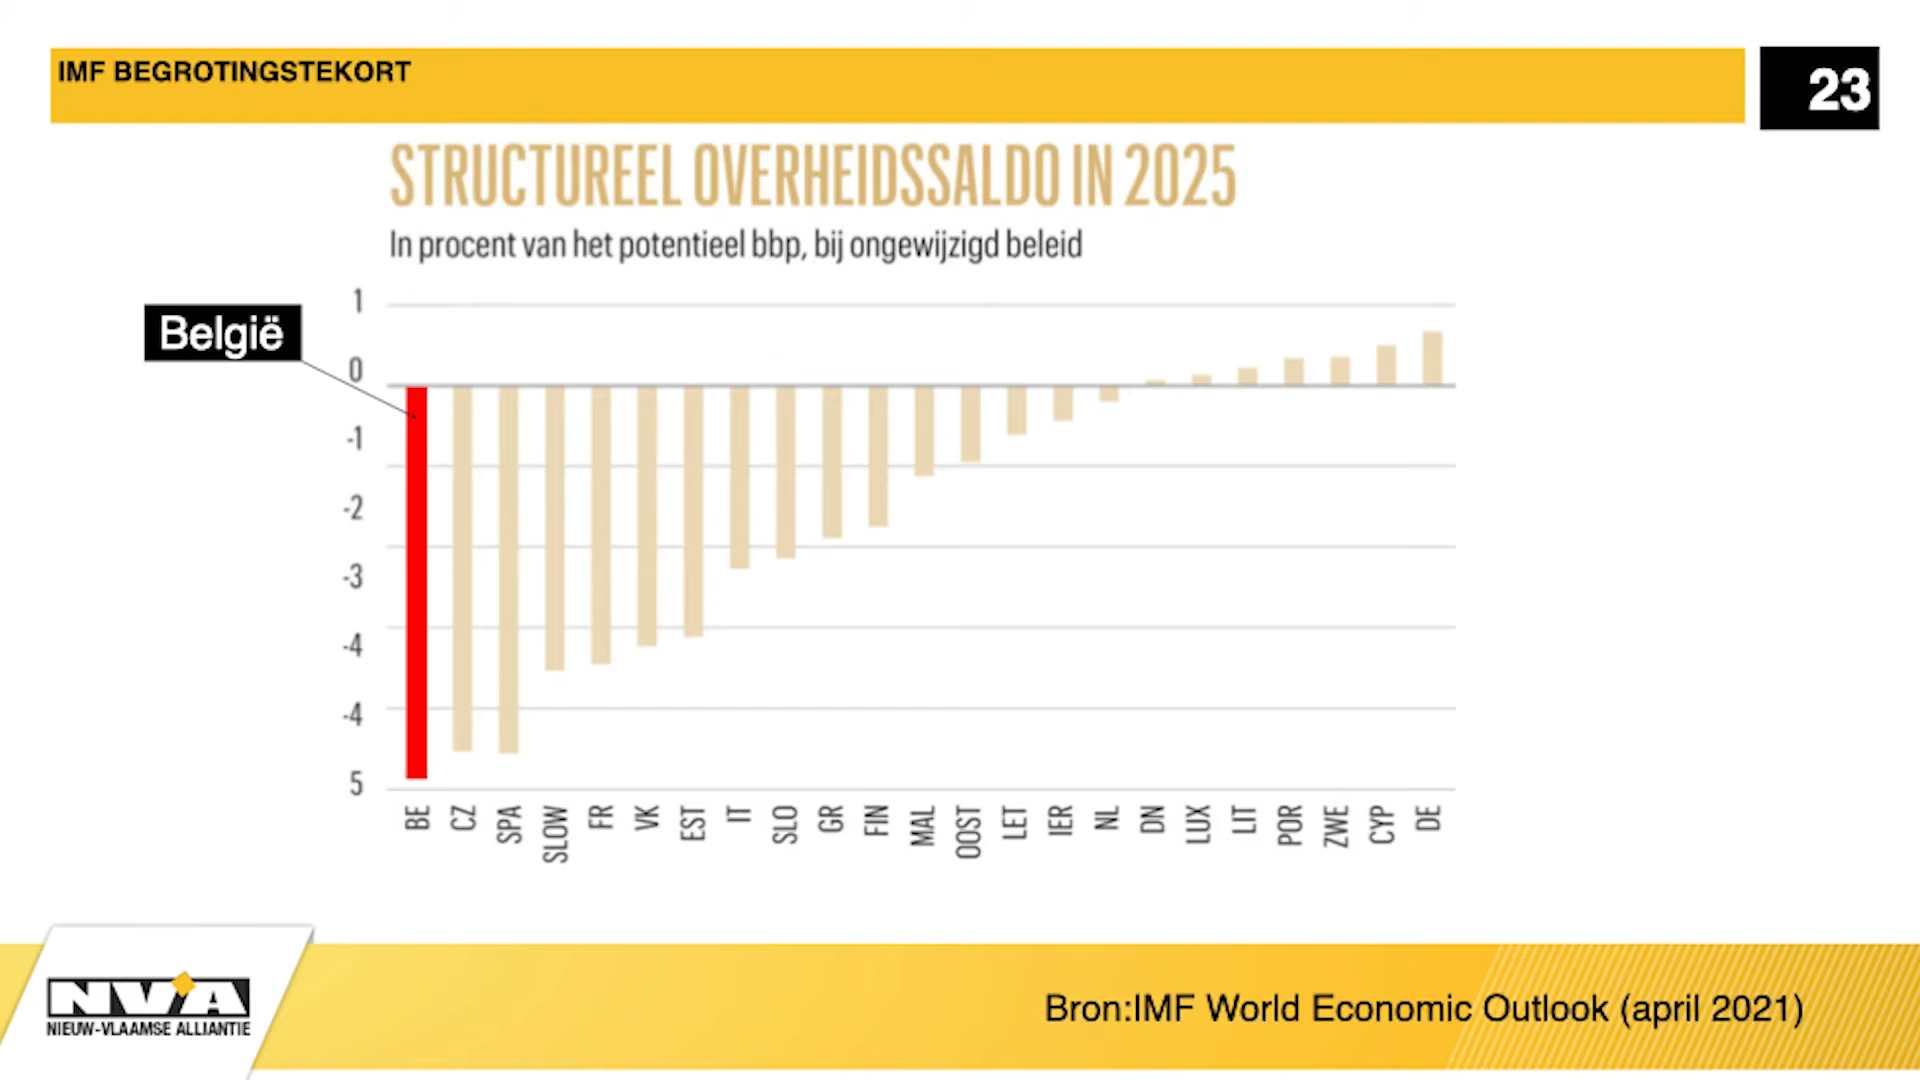 IMF BEGROTINGSTEKORT
23
STRUCTUREEL OVERHEIDSSALDO IN 2025
In procent van het potentieel bbp, bij ongewijzigd beleid
België
1
0
-1
-2
-3
-4
-4
5
BE CZ SPA SLOW FR VK EST IT SLO GR FIN MAL OOST LET IER NL DN LUX LIT POR ZWE CYP DE
NVA
NIEUW-VLAAMSE ALLIANTIE
Bron:IMF World Economic Outlook (april 2021)